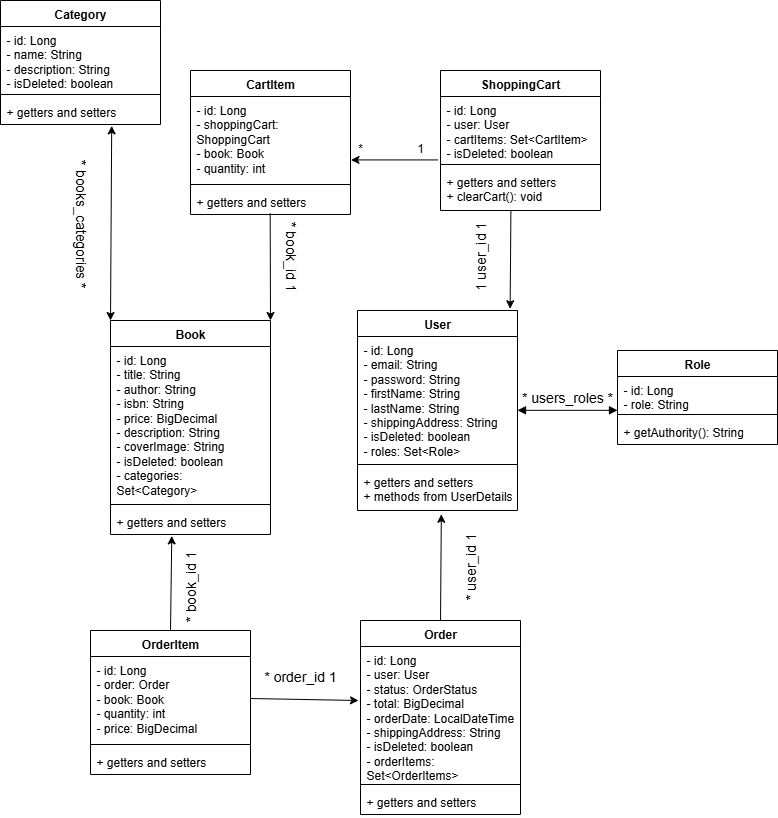 Category
- id: Long
- name: String
- description: String
- isDeleted: boolean
+ getters and setters
* books_categories *
CartItem
- id: Long
- shoppingCart:
ShoppingCart
- book: Book
- quantity: int
+ getters and setters
* 1
ShoppingCart
- id: Long
- user: User
- cartItems: Set<CartItem>
- isDeleted: boolean
+ getters and setters
+ clearCart(): void
* book_id 1
1 user_id 1
Book
- id: Long
- title: String
- author: String
- isbn: String
- price: BigDecimal
- description: String
- coverImage: String
- isDeleted: boolean
- categories:
Set<Category>
+ getters and setters
User
- id: Long
- email: String
- password: String
- firstName: String
- lastName: String
- shippingAddress: String
- isDeleted: boolean
- roles: Set<Role>
+ getters and setters
+ methods from UserDetails
* users_roles *
Role
- id: Long
- role: String
+ getAuthority(): String
* book_id 1
* user_id 1
OrderItem
- id: Long
- order: Order
- book: Book
- quantity: int
- price: BigDecimal
+ getters and setters
* order_id 1
Order
- id: Long
- user: User
- status: OrderStatus
- total: BigDecimal
- orderDate: LocalDateTime
- shippingAddress: String
- isDeleted: boolean
- orderItems:
Set<OrderItems>
+ getters and setters